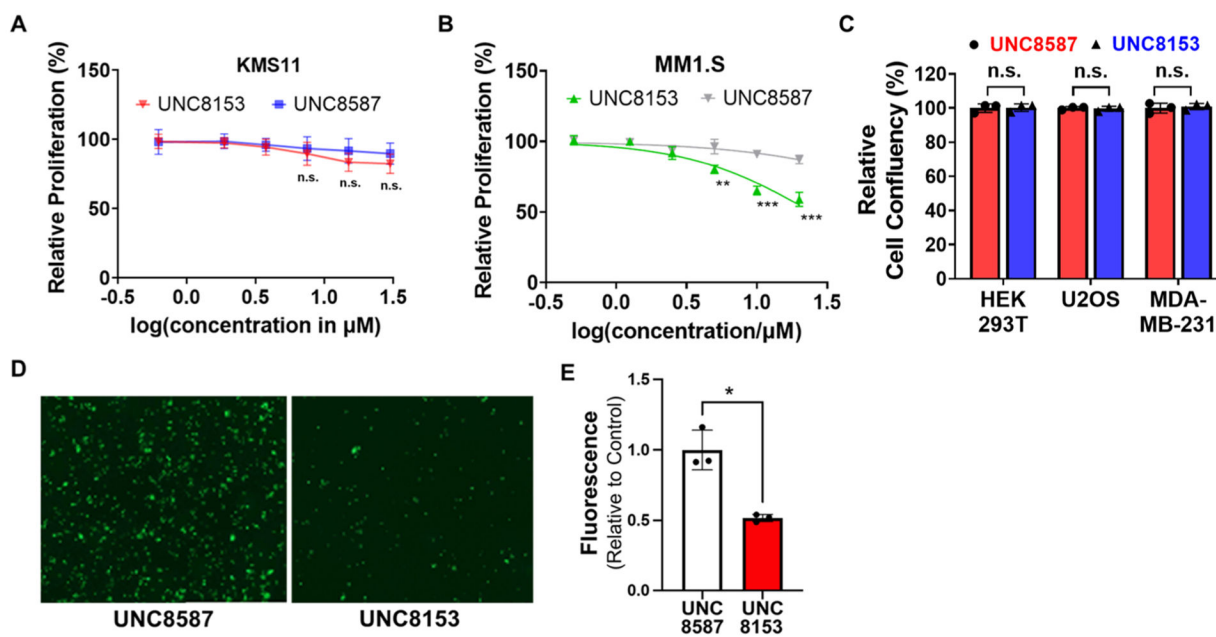 A
KMS11
Relative Proliferation (%)
150
100
50
0
UNC8153
UNC8587
n.s.
n.s.
n.s.
-0.5
0.0
0.5
1.0
1.5
log(concentration in µM)
B
MM1.S
Relative Proliferation (%)
150
100
50
0
UNC8153
UNC8587
**
***
***
-0.5
0.0
0.5
1.0
1.5
log(concentration/µM)
C
UNC8587
UNC8153
Relative
Cell Confluency (%)
120
100
80
60
40
20
0
n.s.
n.s.
n.s.
HEK
293T
U2OS
MDA-
MB-231
D
UNC8587
UNC8153
E
Fluorescence
(Relative to Control)
1.5
1.0
0.5
0.0
*
UNC
8587
UNC
8153